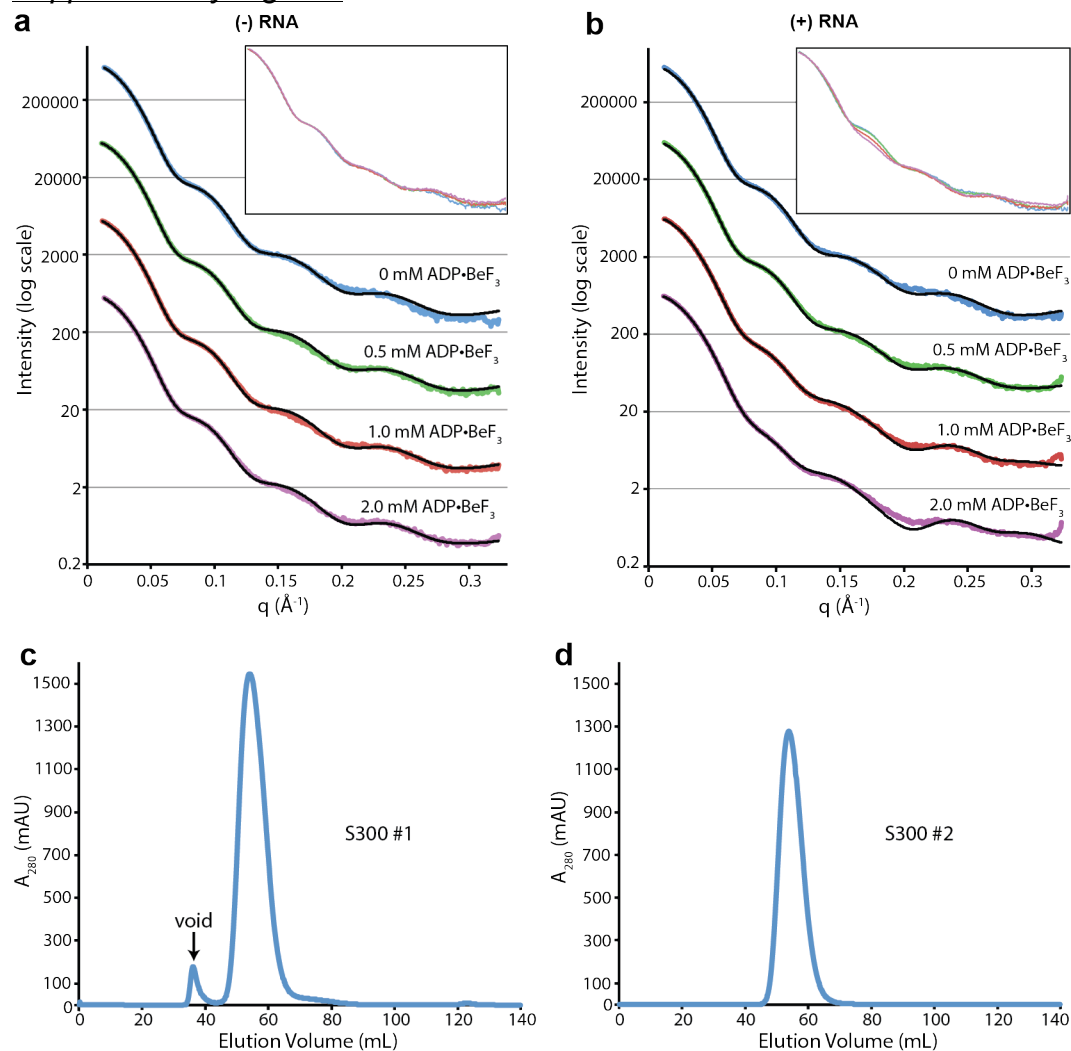 a
(-) RNA
b
(+) RNA
Intensity (log scale)
200000
20000
2000
200
20
2
0.2
0 mM ADP•BeF3
0.5 mM ADP•BeF3
1.0 mM ADP•BeF3
2.0 mM ADP•BeF3
0 0.05 0.1 0.15 0.2 0.25 0.3
q (Å-1)
Intensity (log scale)
200000
20000
2000
200
20
2
0.2
0 mM ADP•BeF3
0.5 mM ADP•BeF3
1.0 mM ADP•BeF3
2.0 mM ADP•BeF3
0 0.05 0.1 0.15 0.2 0.25 0.3
q (Å-1)
c
A280 (mAU)
1500
1300
1100
900
700
500
300
100
0
S300 #1
void
0 20 40 60 80 100 120 140
Elution Volume (mL)
d
A280 (mAU)
1500
1300
1100
900
700
500
300
100
0
S300 #2
0 20 40 60 80 100 120 140
Elution Volume (mL)